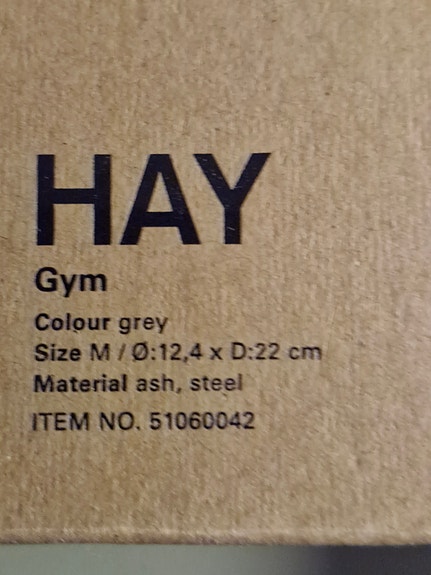 HAY
Gym
Colour grey
Size M / Ø:12,4 x D:22 cm
Material ash, steel
ITEM NO. 51060042